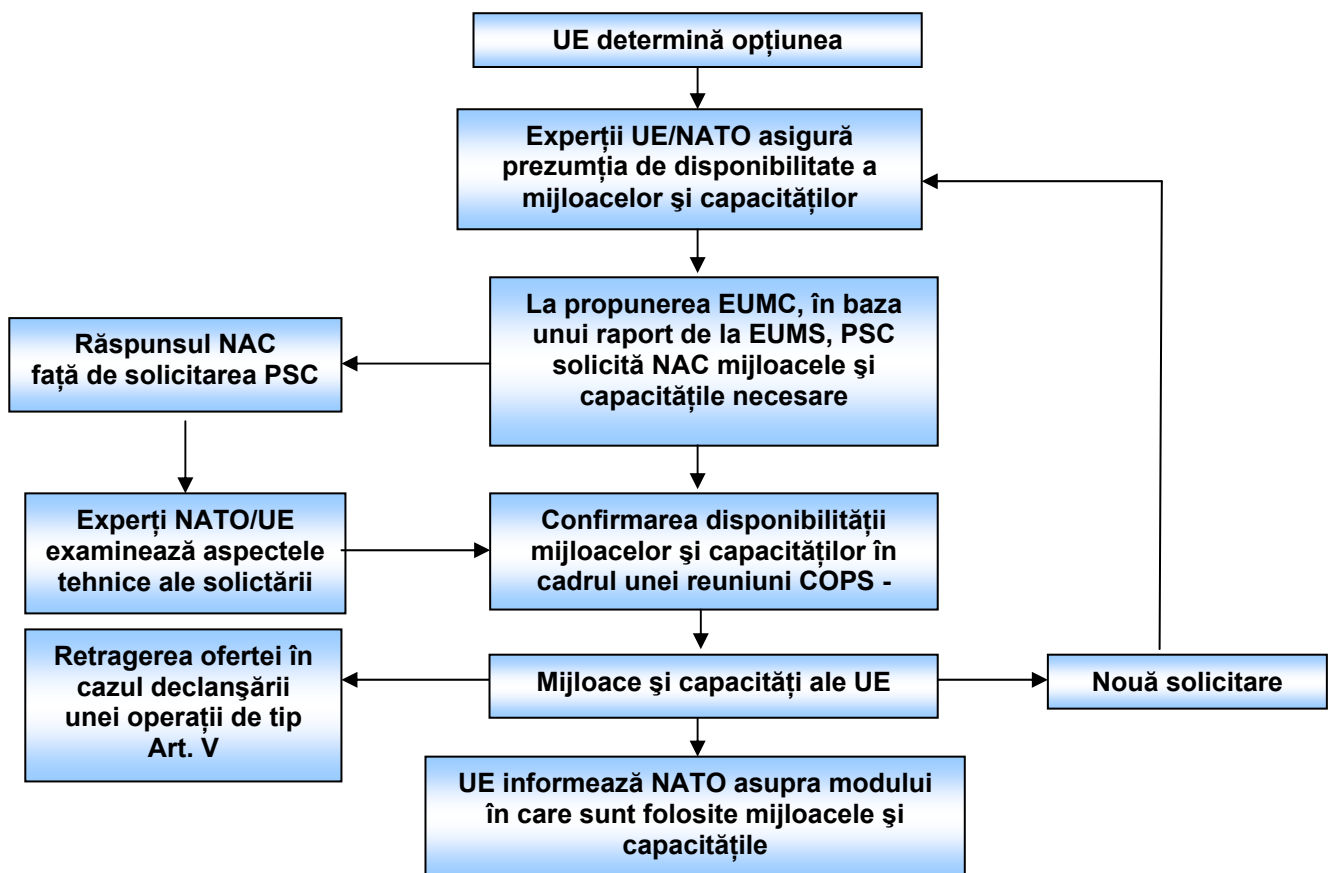 UE determină opțiunea
Experții UE/NATO asigură
prezumția de disponibilitate a
mijloacelor şi capacităților
La propunerea EUMC, în baza
unui raport de la EUMS, PSC
solicită NAC mijloacele şi
capacitățile necesare
Răspunsul NAC
față de solicitarea PSC
Experți NATO/UE
examinează aspectele
tehnice ale solictării
Confirmarea disponibilității
mijloacelor şi capacităților în
cadrul unei reuniuni COPS -
Retragerea ofertei în
cazul declanşării
unei operații de tip
Art. V
Mijloace şi capacități ale UE
Nouă solicitare
UE informează NATO asupra modului
în care sunt folosite mijloacele şi
capacitățile